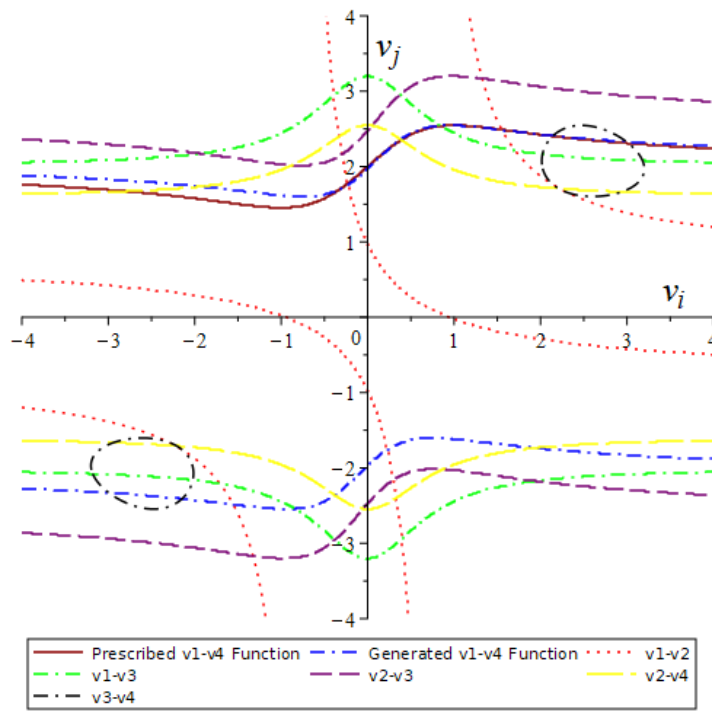 4
v_j
3
2
1
v_i
−4 −3 −2 −1 0 1 2 3 4
−1
−2
−3
−4
Prescribed v1-v4 Function Generated v1-v4 Function v1-v2
v1-v3 v2-v3 v2-v4
v3-v4